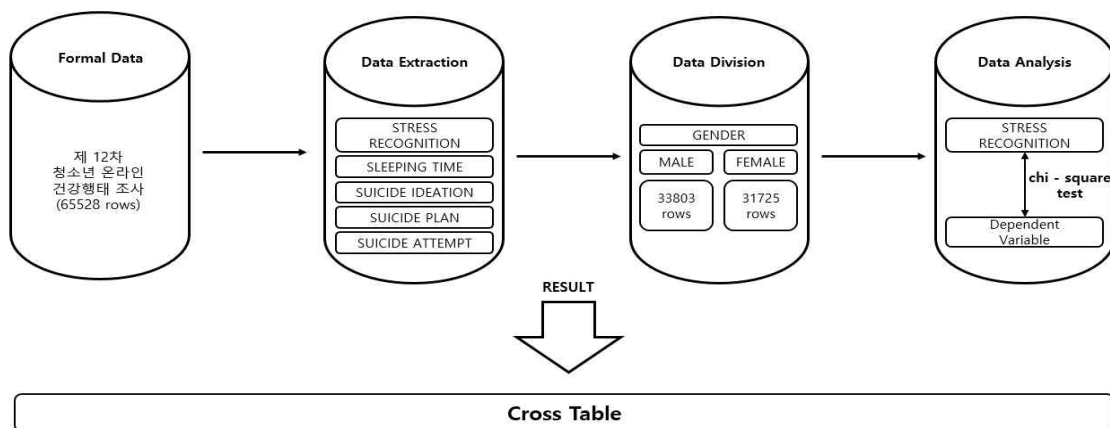 Formal Data
제 12차
청소년 온라인
건강행태 조사
(65528 rows)
Data Extraction
STRESS
RECOGNITION
SLEEPING TIME
SUICIDE IDEATION
SUICIDE PLAN
SUICIDE ATTEMPT
Data Division
GENDER
MALE
FEMALE
33803
rows
31725
rows
Data Analysis
STRESS
RECOGNITION
chi - square
test
Dependent
Variable
RESULT
Cross Table